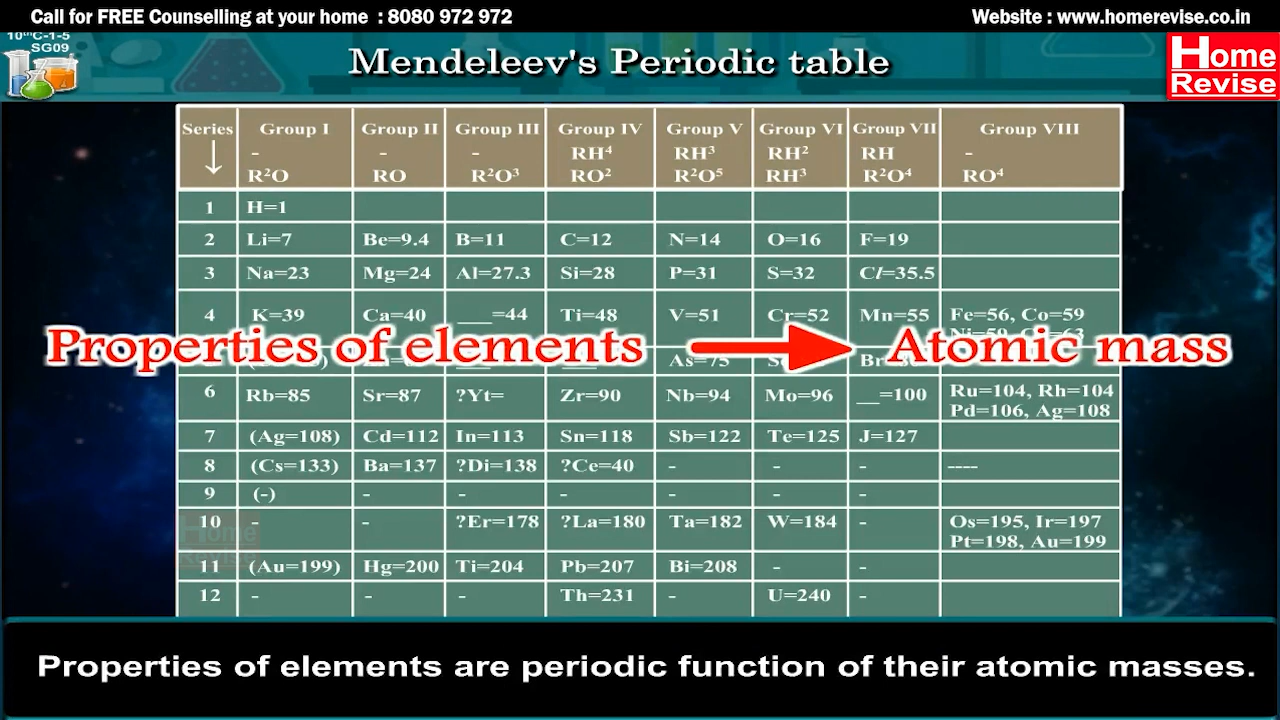 Call for FREE Counselling at your home : 8080 972 972
Website : www.homerevise.co.in
10thC-1-5
SG09
Mendeleev's Periodic table
Home
Revise
Series Group I Group II Group III Group IV Group V Group VI Group VII Group VIII
↓ - - - RH⁴ RH³ RH² RH -
R²O RO R²O³ RO² R²O⁵ RH³ R²O⁴ RO⁴
1 H=1
2 Li=7 Be=9.4 B=11 C=12 N=14 O=16 F=19
3 Na=23 Mg=24 Al=27.3 Si=28 P=31 S=32 Cl=35.5
4 K=39 Ca=40 __=44 Ti=48 V=51 Cr=52 Mn=55 Fe=56, Co=59
Properties of elements → Atomic mass
As=75
6 Rb=85 Sr=87 ?Yt= Zr=90 Nb=94 Mo=96 __=100 Ru=104, Rh=104
Pd=106, Ag=108
7 (Ag=108) Cd=112 In=113 Sn=118 Sb=122 Te=125 J=127
8 (Cs=133) Ba=137 ?Di=138 ?Ce=40 - - - ----
9 (-) - - - - - -
10 - - ?Er=178 ?La=180 Ta=182 W=184 - Os=195, Ir=197
Pt=198, Au=199
Home
Revise
11 (Au=199) Hg=200 Ti=204 Pb=207 Bi=208 - -
12 - - - Th=231 - U=240 -
Properties of elements are periodic function of their atomic masses.